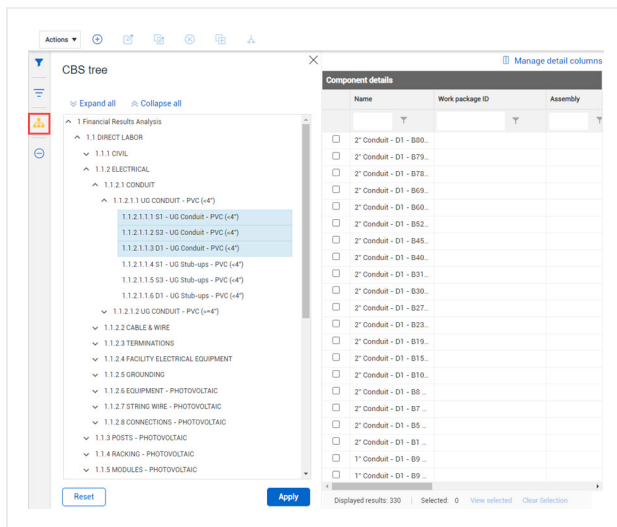 Actions
Manage detail columns
CBS tree
Component details
Expand all Collapse all
Name Work package ID Assembly
1 Financial Results Analysis
1.1 DIRECT LABOR
1.1.1 CIVIL
1.1.2 ELECTRICAL
1.1.2.1 CONDUIT
1.1.2.1.1 UG CONDUIT - PVC (<4")
1.1.2.1.1.1 S1 - UG Conduit - PVC (<4")
1.1.2.1.1.2 S3 - UG Conduit - PVC (<4")
1.1.2.1.1.3 D1 - UG Conduit - PVC (<4")
1.1.2.1.1.4 S1 - UG Stub-ups - PVC (<4")
1.1.2.1.1.5 S3 - UG Stub-ups - PVC (<4")
1.1.2.1.1.6 D1 - UG Stub-ups - PVC (<4")
1.1.2.1.2 UG CONDUIT - PVC (>=4")
1.1.2.2 CABLE & WIRE
1.1.2.3 TERMINATIONS
1.1.2.4 FACILITY ELECTRICAL EQUIPMENT
1.1.2.5 GROUNDING
1.1.2.6 EQUIPMENT - PHOTOVOLTAIC
1.1.2.7 STRING WIRE - PHOTOVOLTAIC
1.1.2.8 CONNECTIONS - PHOTOVOLTAIC
1.1.3 POSTS - PHOTOVOLTAIC
1.1.4 RACKING - PHOTOVOLTAIC
1.1.5 MODULES - PHOTOVOLTAIC
2" Conduit - D1 - B80...
2" Conduit - D1 - B79...
2" Conduit - D1 - B78...
2" Conduit - D1 - B69...
2" Conduit - D1 - B60...
2" Conduit - D1 - B52...
2" Conduit - D1 - B45...
2" Conduit - D1 - B40...
2" Conduit - D1 - B31...
2" Conduit - D1 - B30...
2" Conduit - D1 - B27...
2" Conduit - D1 - B23...
2" Conduit - D1 - B19...
2" Conduit - D1 - B15...
2" Conduit - D1 - B10...
2" Conduit - D1 - B8 ...
2" Conduit - D1 - B7 ...
2" Conduit - D1 - B5 ...
2" Conduit - D1 - B1 ...
1" Conduit - D1 - B9 ...
1" Conduit - D1 - B9 ...
Reset Apply
Displayed results: 330 Selected: 0 View selected Clear Selection